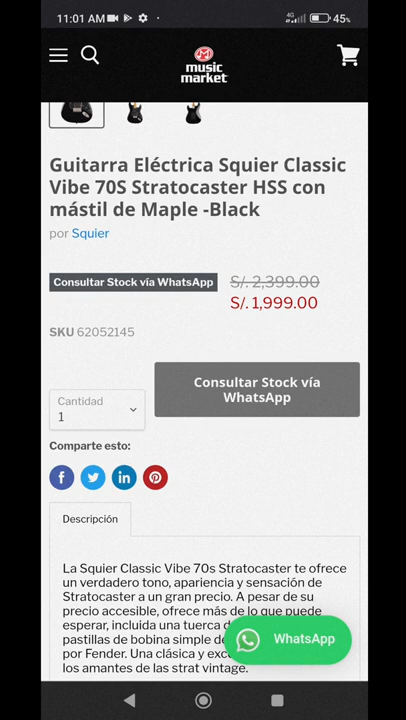 11:01 AM
4G
45%
music
market
Guitarra Eléctrica Squier Classic
Vibe 70S Stratocaster HSS con
mástil de Maple -Black
por Squier
Consultar Stock vía WhatsApp
S/. 2,399.00
S/. 1,999.00
SKU 62052145
Cantidad
1
Consultar Stock vía
WhatsApp
Comparte esto:
Descripción
La Squier Classic Vibe 70s Stratocaster te ofrece
un verdadero tono, apariencia y sensación de
Stratocaster a un gran precio. A pesar de su
precio accesible, ofrece más de lo que puede
esperar, incluida una tuerca
pastillas de bobina simple
por Fender. Una clásica y
los amantes de las strat vintage.
WhatsApp